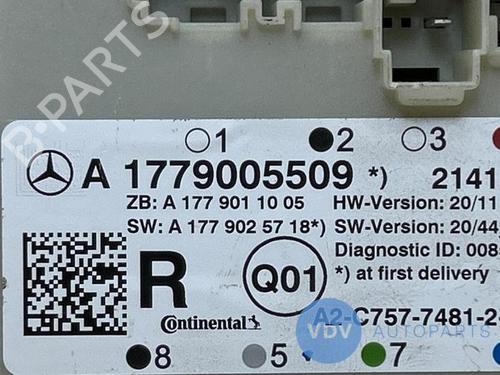 B-PARTS
1 2 3
A 1779005509 *) 2141
ZB: A 177 901 10 05 HW-Version: 20/11
SW: A 177 902 57 18*) SW-Version: 20/44
Diagnostic ID: 008
R Q01 *) at first delivery
Continental A2-C757-7481-2
VDV AUTOPARTS
8 5 7